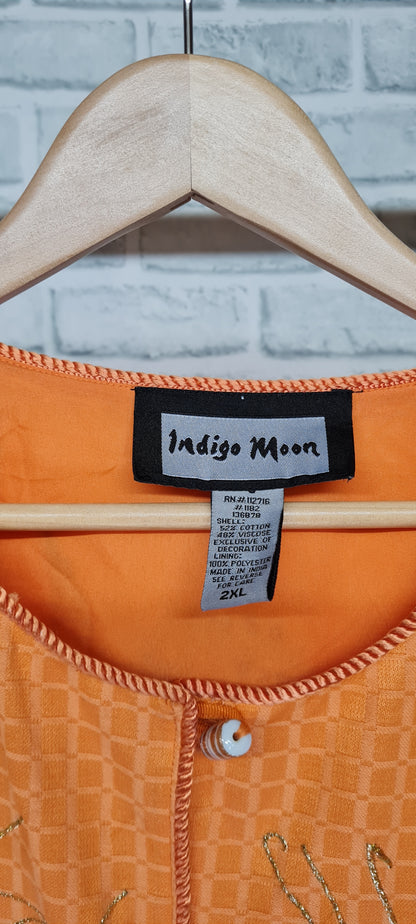 Indigo Moon
RN# 112716
#1182
136878
SHELL:
52% COTTON
48% VISCOSE
EXCLUSIVE OF
DECORATION
LINING:
100% POLYESTER
MADE IN INDIA
SEE REVERSE
FOR CARE
2XL